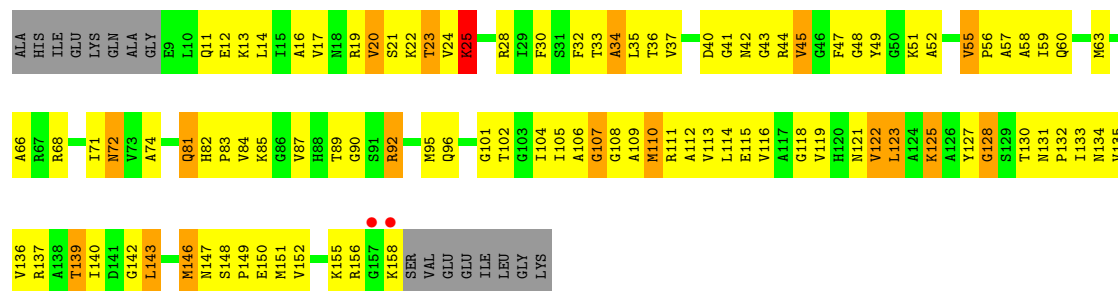 ALA HIS ILE GLU LYS GLN ALA GLY E9 L10 Q11 E12 K13 L14 I15 A16 V17 N18 R19 V20 S21 K22 T23 V24 K25 R28 I29 F30 S31 F32 T33 A34 L35 T36 V37 D40 G41 N42 G43 R44 V45 G46 F47 G48 Y49 G50 K51 A52 V55 P56 A57 A58 I59 Q60 M63
A66 R67 R68 I71 N72 V73 A74 Q81 H82 P83 V84 K85 G86 V87 H88 T89 G90 S91 R92 M95 Q96 G101 T102 G103 I104 I105 A106 G107 G108 A109 M110 R111 A112 V113 L114 E115 V116 A117 G118 V119 H120 N121 V122 L123 A124 K125 A126 Y127 G128 S129 T130 N131 P132 I133 N134 V135
V136 R137 A138 T139 I140 D141 G142 L143 M146 N147 S148 P149 E150 M151 V152 K155 R156 G157 K158 SER VAL GLU GLU ILE LEU GLY LYS